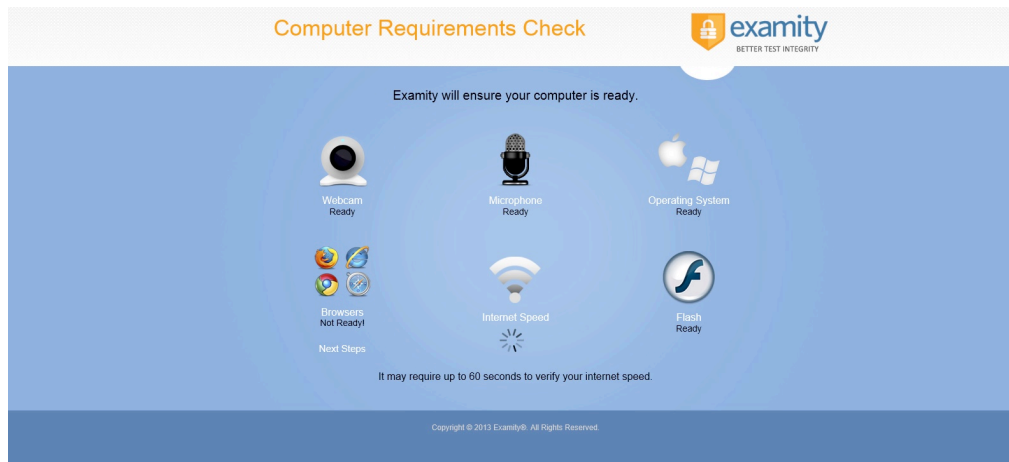 Computer Requirements Check
examity
BETTER TEST INTEGRITY
Examity will ensure your computer is ready.
Webcam
Ready
Microphone
Ready
Operating System
Ready
Browsers
Not Ready!
Next Steps
Internet Speed
Flash
Ready
It may require up to 60 seconds to verify your internet speed.
Copyright © 2013 Examity®. All Rights Reserved.